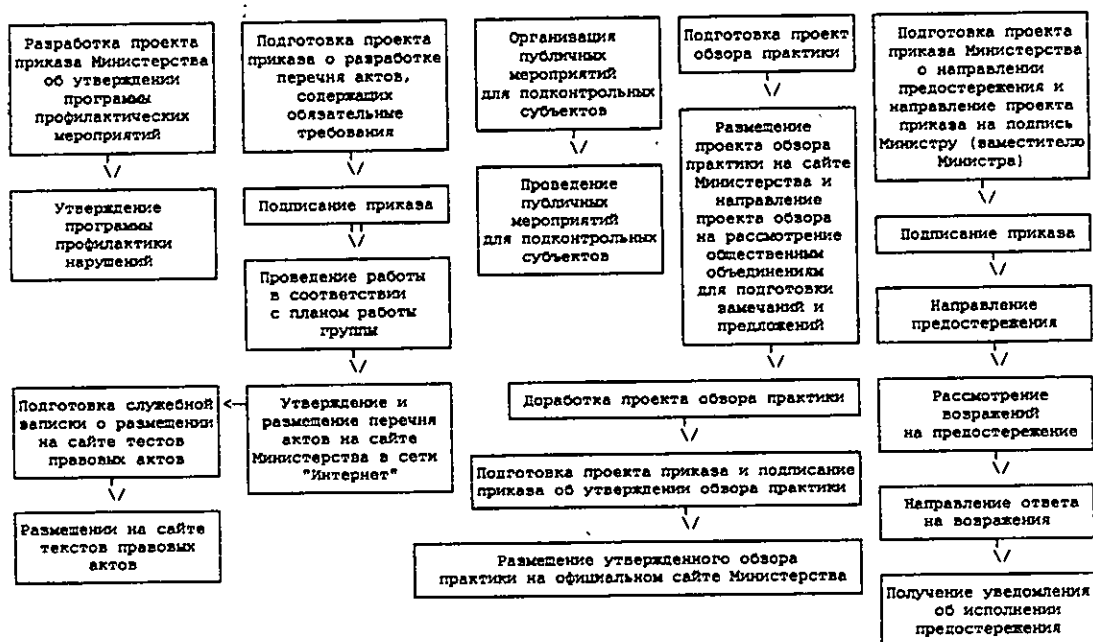 Разработка проекта
приказа Министерства
об утверждении
программы
профилактических
мероприятий
Утверждение
программы
профилактики
нарушений
Подготовка проекта
приказа о разработке
перечня актов,
содержащих
обязательные
требования
Подписание приказа
Проведение работы
в соответствии
с планом работы
группы
Утверждение и
размещение перечня
актов на сайте
Министерства в сети
"Интернет"
Подготовка служебной
записки о размещении
на сайте тестов
правовых актов
Размещении на сайте
текстов правовых
актов
Организация
публичных
мероприятий
для подконтрольных
субъектов
Проведение
публичных
мероприятий
для подконтрольных
субъектов
Подготовка проект
обзора практики
Размещение
проекта обзора
практики на сайте
Министерства и
направление
проекта обзора
на рассмотрение
общественным
объединениям
для подготовки
замечаний и
предложений
Доработка проекта обзора практики
Подготовка проекта приказа и подписание
приказа об утверждении обзора практики
Размещение утвержденного обзора
практики на официальном сайте Министерства
Подготовка проекта
приказа Министерства
о направлении
предостережения и
направление проекта
приказа на подпись
Министру (заместителю
Министра)
Подписание приказа
Направление
предостережения
Рассмотрение
возражений
на предостережение
Направление ответа
на возражения
Получение уведомления
об исполнении
предостережения